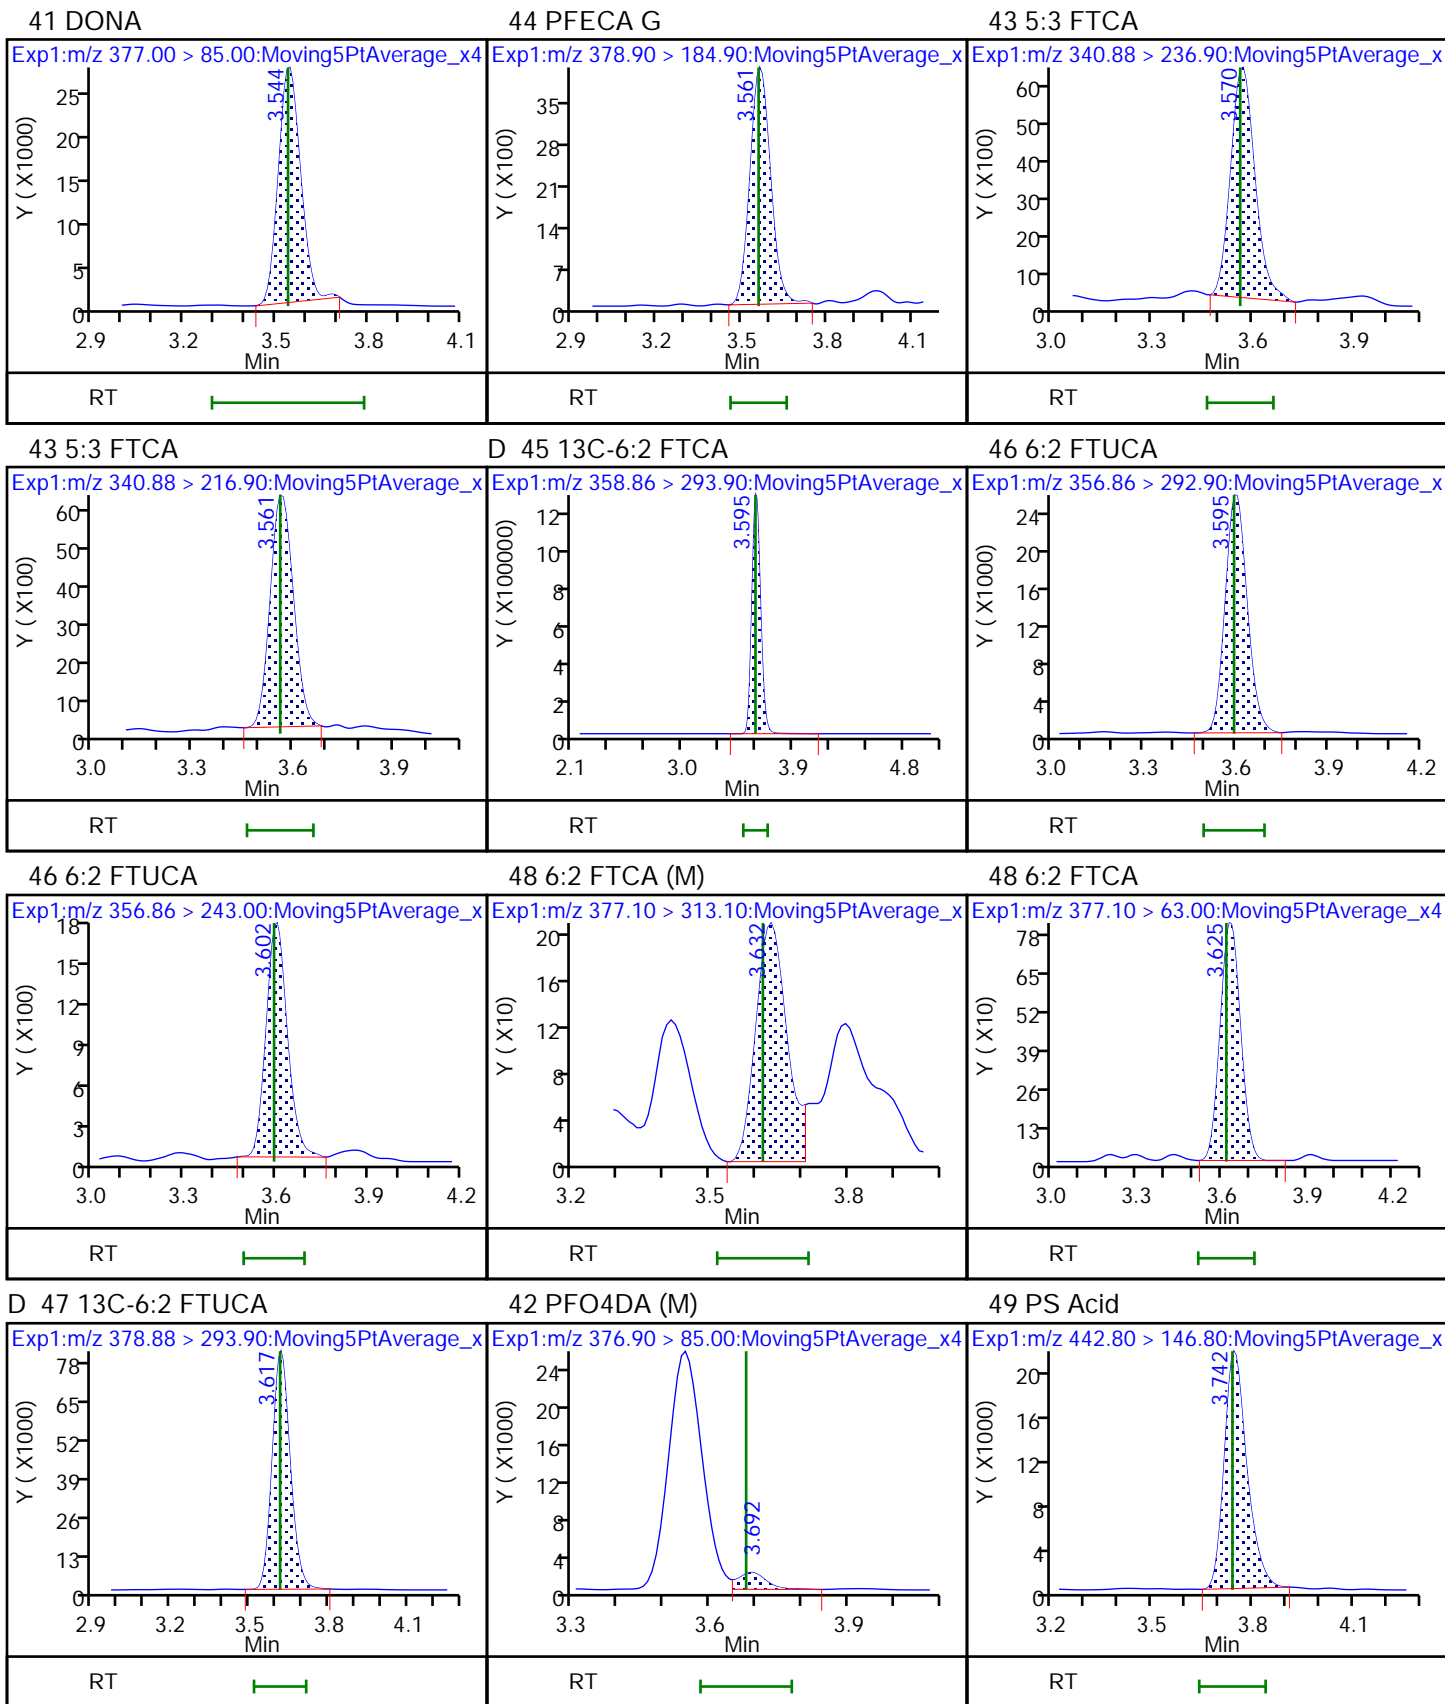 41 DONA
Exp1:m/z 377.00 > 85.00:Moving5PtAverage_x4
Y ( X1000)
25
20
15
10
5
0
3.544
2.9 3.2 3.5 3.8 4.1
Min
RT
44 PFECA G
Exp1:m/z 378.90 > 184.90:Moving5PtAverage_x
Y ( X100)
35
28
21
14
7
0
3.561
2.9 3.2 3.5 3.8 4.1
Min
RT
43 5:3 FTCA
Exp1:m/z 340.88 > 236.90:Moving5PtAverage_x
Y ( X100)
60
50
40
30
20
10
0
3.570
3.0 3.3 3.6 3.9
Min
RT
43 5:3 FTCA
Exp1:m/z 340.88 > 216.90:Moving5PtAverage_x
Y ( X100)
60
50
40
30
20
10
0
3.561
3.0 3.3 3.6 3.9
Min
RT
D 45 13C-6:2 FTCA
Exp1:m/z 358.86 > 293.90:Moving5PtAverage_x
Y ( X100000)
12
10
8
6
4
2
0
3.595
2.1 3.0 3.9 4.8
Min
RT
46 6:2 FTUCA
Exp1:m/z 356.86 > 292.90:Moving5PtAverage_x
Y ( X1000)
24
20
16
12
8
4
0
3.595
3.0 3.3 3.6 3.9 4.2
Min
RT
46 6:2 FTUCA
Exp1:m/z 356.86 > 243.00:Moving5PtAverage_x
Y ( X100)
18
15
12
9
6
3
0
3.602
3.0 3.3 3.6 3.9 4.2
Min
RT
48 6:2 FTCA (M)
Exp1:m/z 377.10 > 313.10:Moving5PtAverage_x
Y ( X10)
20
16
12
8
4
0
3.632
3.2 3.5 3.8
Min
RT
48 6:2 FTCA
Exp1:m/z 377.10 > 63.00:Moving5PtAverage_x4
Y ( X10)
78
65
52
39
26
13
0
3.625
3.0 3.3 3.6 3.9 4.2
Min
RT
D 47 13C-6:2 FTUCA
Exp1:m/z 378.88 > 293.90:Moving5PtAverage_x
Y ( X1000)
78
65
52
39
26
13
0
3.617
2.9 3.2 3.5 3.8 4.1
Min
RT
42 PFO4DA (M)
Exp1:m/z 376.90 > 85.00:Moving5PtAverage_x4
Y ( X1000)
24
20
16
12
8
4
0
3.692
3.3 3.6 3.9
Min
RT
49 PS Acid
Exp1:m/z 442.80 > 146.80:Moving5PtAverage_x
Y ( X1000)
20
16
12
8
4
0
3.742
3.2 3.5 3.8 4.1
Min
RT